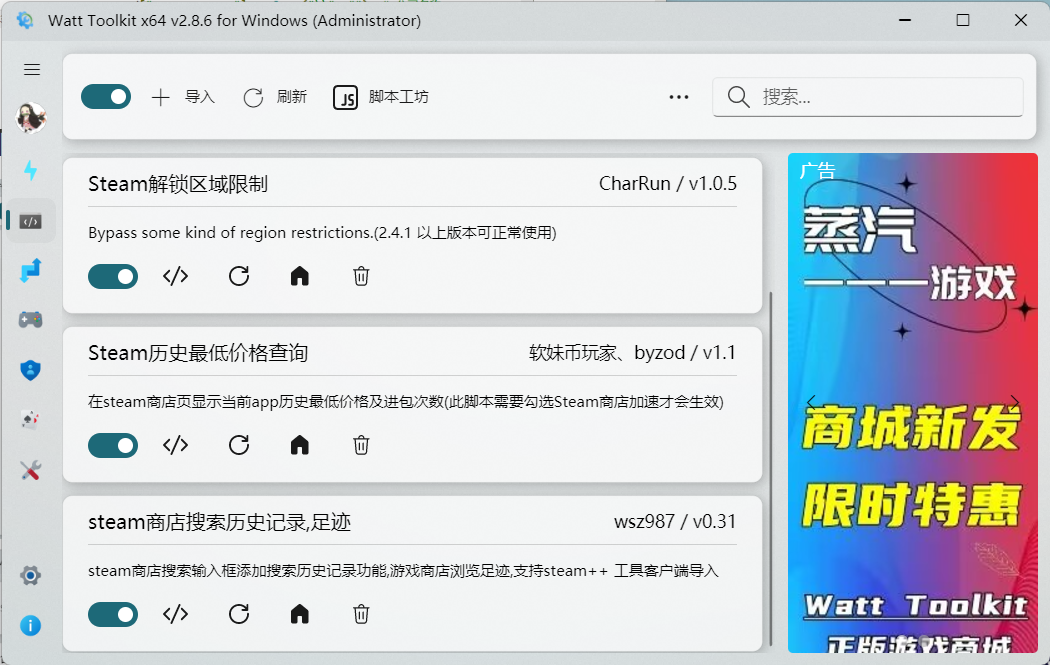 Watt Toolkit x64 v2.8.6 for Windows (Administrator)
导入 刷新 JS 脚本工坊 搜索...
Steam解锁区域限制 CharRun / v1.0.5
Bypass some kind of region restrictions.(2.4.1 以上版本可正常使用)
Steam历史最低价格查询 软妹币玩家、byzod / v1.1
在steam商店页显示当前app历史最低价格及进包次数(此脚本需要勾选Steam商店加速才会生效)
steam商店搜索历史记录,足迹 wsz987 / v0.31
steam商店搜索输入框添加搜索历史记录功能,游戏商店浏览足迹,支持steam++ 工具客户端导入
广告
蒸汽
———游戏
商城新发
限时特惠
Watt Toolkit
正版游戏商城